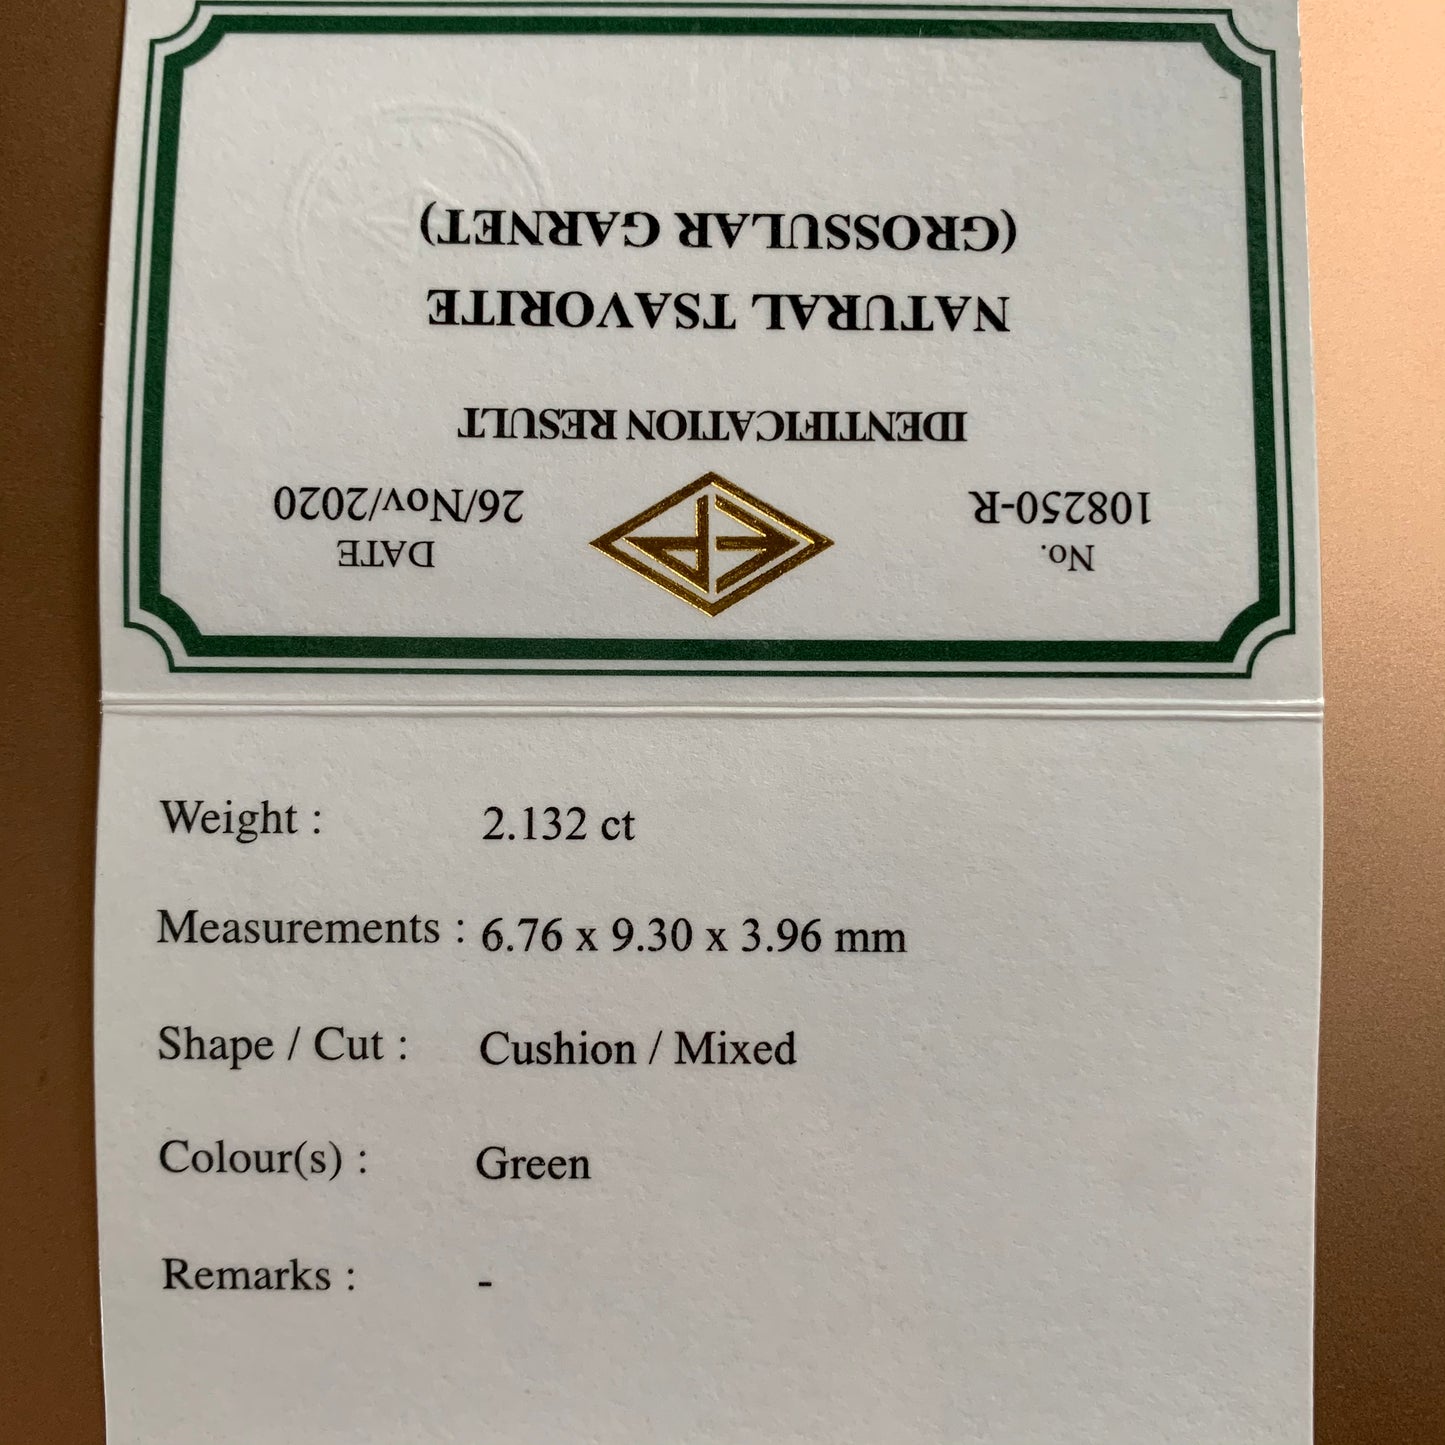 No.
108250-R
DATE
26/Nov/2020
IDENTIFICATION RESULT
NATURAL TSAVORITE
(GROSSULAR GARNET)
Weight : 2.132 ct
Measurements : 6.76 x 9.30 x 3.96 mm
Shape / Cut : Cushion / Mixed
Colour(s) : Green
Remarks : -